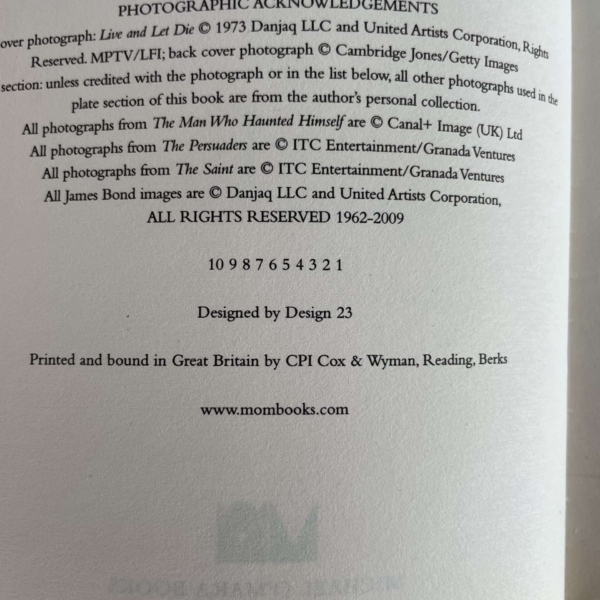 PHOTOGRAPHIC ACKNOWLEDGEMENTS
over photograph: Live and Let Die © 1973 Danjaq LLC and United Artists Corporation, Rights
Reserved. MPTV/LFI; back cover photograph © Cambridge Jones/Getty Images
section: unless credited with the photograph or in the list below, all other photographs used in the
plate section of this book are from the author's personal collection.
All photographs from The Man Who Haunted Himself are © Canal+ Image (UK) Ltd
All photographs from The Persuaders are © ITC Entertainment/Granada Ventures
All photographs from The Saint are © ITC Entertainment/Granada Ventures
All James Bond images are © Danjaq LLC and United Artists Corporation,
ALL RIGHTS RESERVED 1962–2009
10 9 8 7 6 5 4 3 2 1
Designed by Design 23
Printed and bound in Great Britain by CPI Cox & Wyman, Reading, Berks
www.mombooks.com